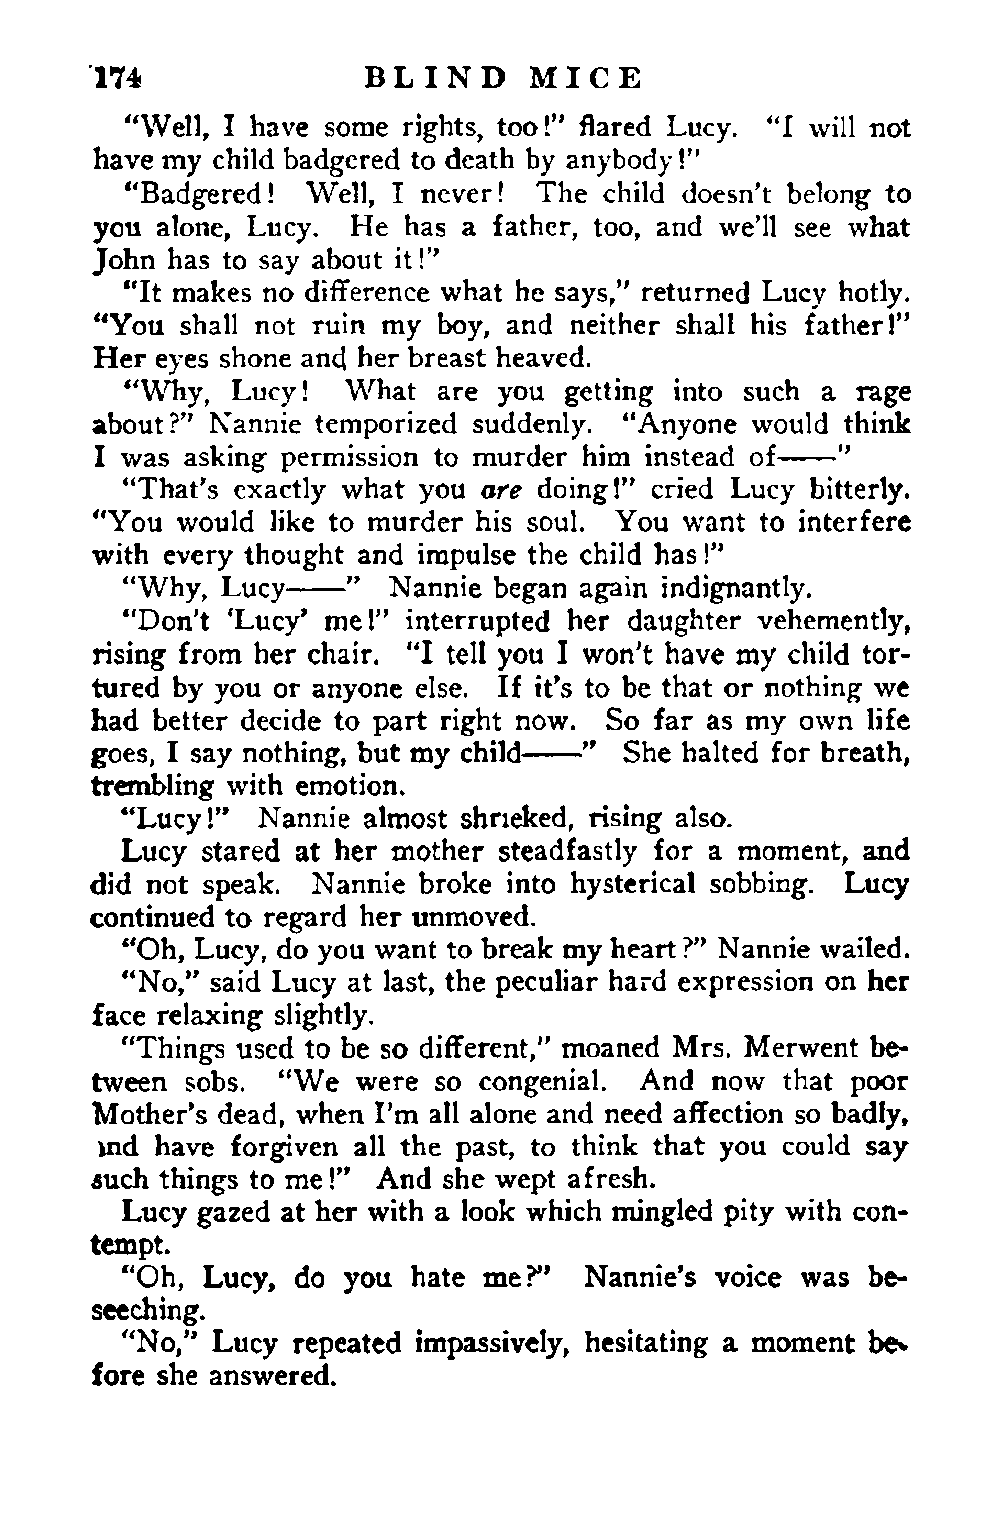 174 BLIND MICE
"Well, I have some rights, too!" flared Lucy. "I will not
have my child badgered to death by anybody!"
"Badgered! Well, I never! The child doesn't belong to
you alone, Lucy. He has a father, too, and we'll see what
John has to say about it!"
"It makes no difference what he says," returned Lucy hotly.
"You shall not ruin my boy, and neither shall his father!"
Her eyes shone and her breast heaved.
"Why, Lucy! What are you getting into such a rage
about?" Nannie temporized suddenly. "Anyone would think
I was asking permission to murder him instead of——"
"That's exactly what you are doing!" cried Lucy bitterly.
"You would like to murder his soul. You want to interfere
with every thought and impulse the child has!"
"Why, Lucy——" Nannie began again indignantly.
"Don't 'Lucy' me!" interrupted her daughter vehemently,
rising from her chair. "I tell you I won't have my child tor-
tured by you or anyone else. If it's to be that or nothing we
had better decide to part right now. So far as my own life
goes, I say nothing, but my child——" She halted for breath,
trembling with emotion.
"Lucy!" Nannie almost shrieked, rising also.
Lucy stared at her mother steadfastly for a moment, and
did not speak. Nannie broke into hysterical sobbing. Lucy
continued to regard her unmoved.
"Oh, Lucy, do you want to break my heart?" Nannie wailed.
"No," said Lucy at last, the peculiar hard expression on her
face relaxing slightly.
"Things used to be so different," moaned Mrs. Merwent be-
tween sobs. "We were so congenial. And now that poor
Mother's dead, when I'm all alone and need affection so badly,
and have forgiven all the past, to think that you could say
such things to me!" And she wept afresh.
Lucy gazed at her with a look which mingled pity with con-
tempt.
"Oh, Lucy, do you hate me?" Nannie's voice was be-
seeching.
"No," Lucy repeated impassively, hesitating a moment be-
fore she answered.